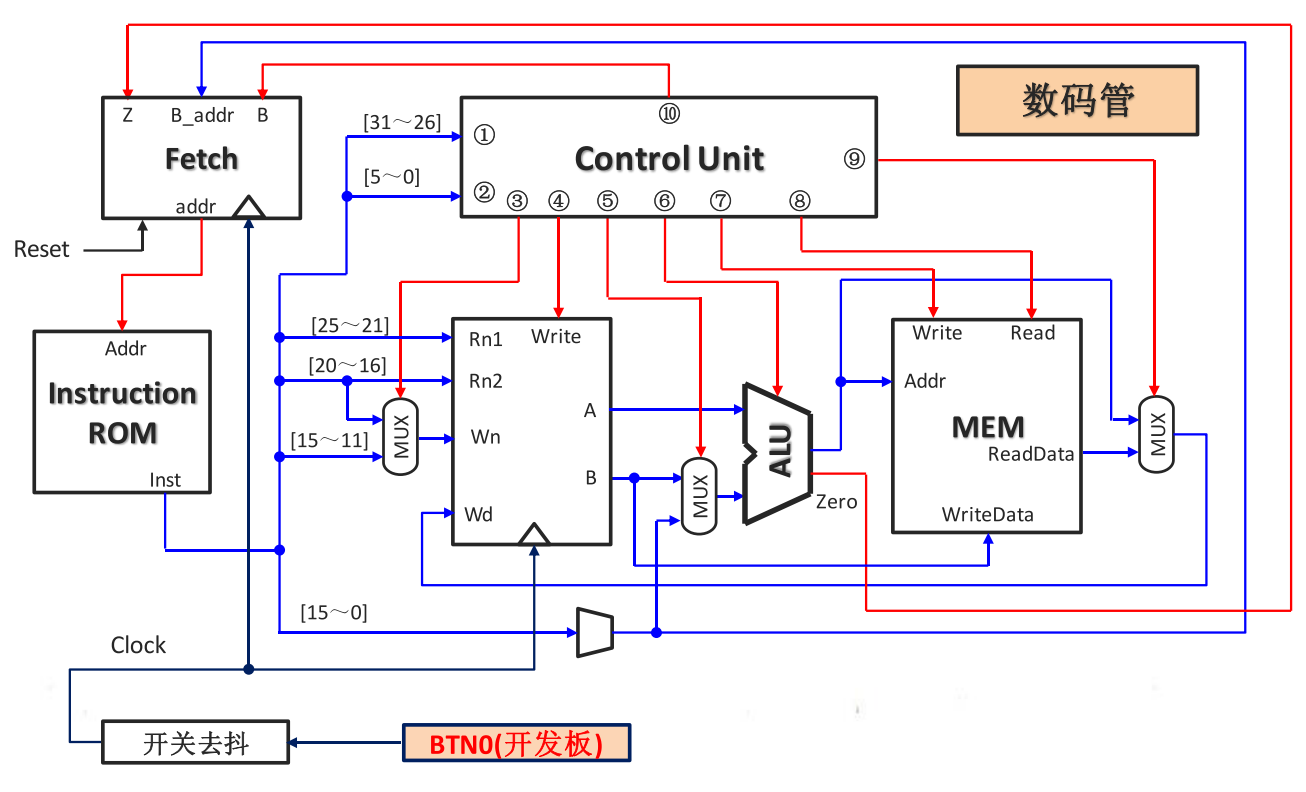 Z
B_addr
B
Fetch
addr
Reset
[31～26]
[5～0]
①
②
③
④
⑤
⑥
⑦
⑧
⑨
⑩
Control Unit
数码管
Addr
Instruction
ROM
Inst
[25～21]
[20～16]
[15～11]
MUX
Rn1
Rn2
Wn
Wd
Write
A
B
MUX
ALU
Zero
Write
Read
Addr
MEM
ReadData
WriteData
MUX
[15～0]
Clock
开关去抖
BTN0(开发板)